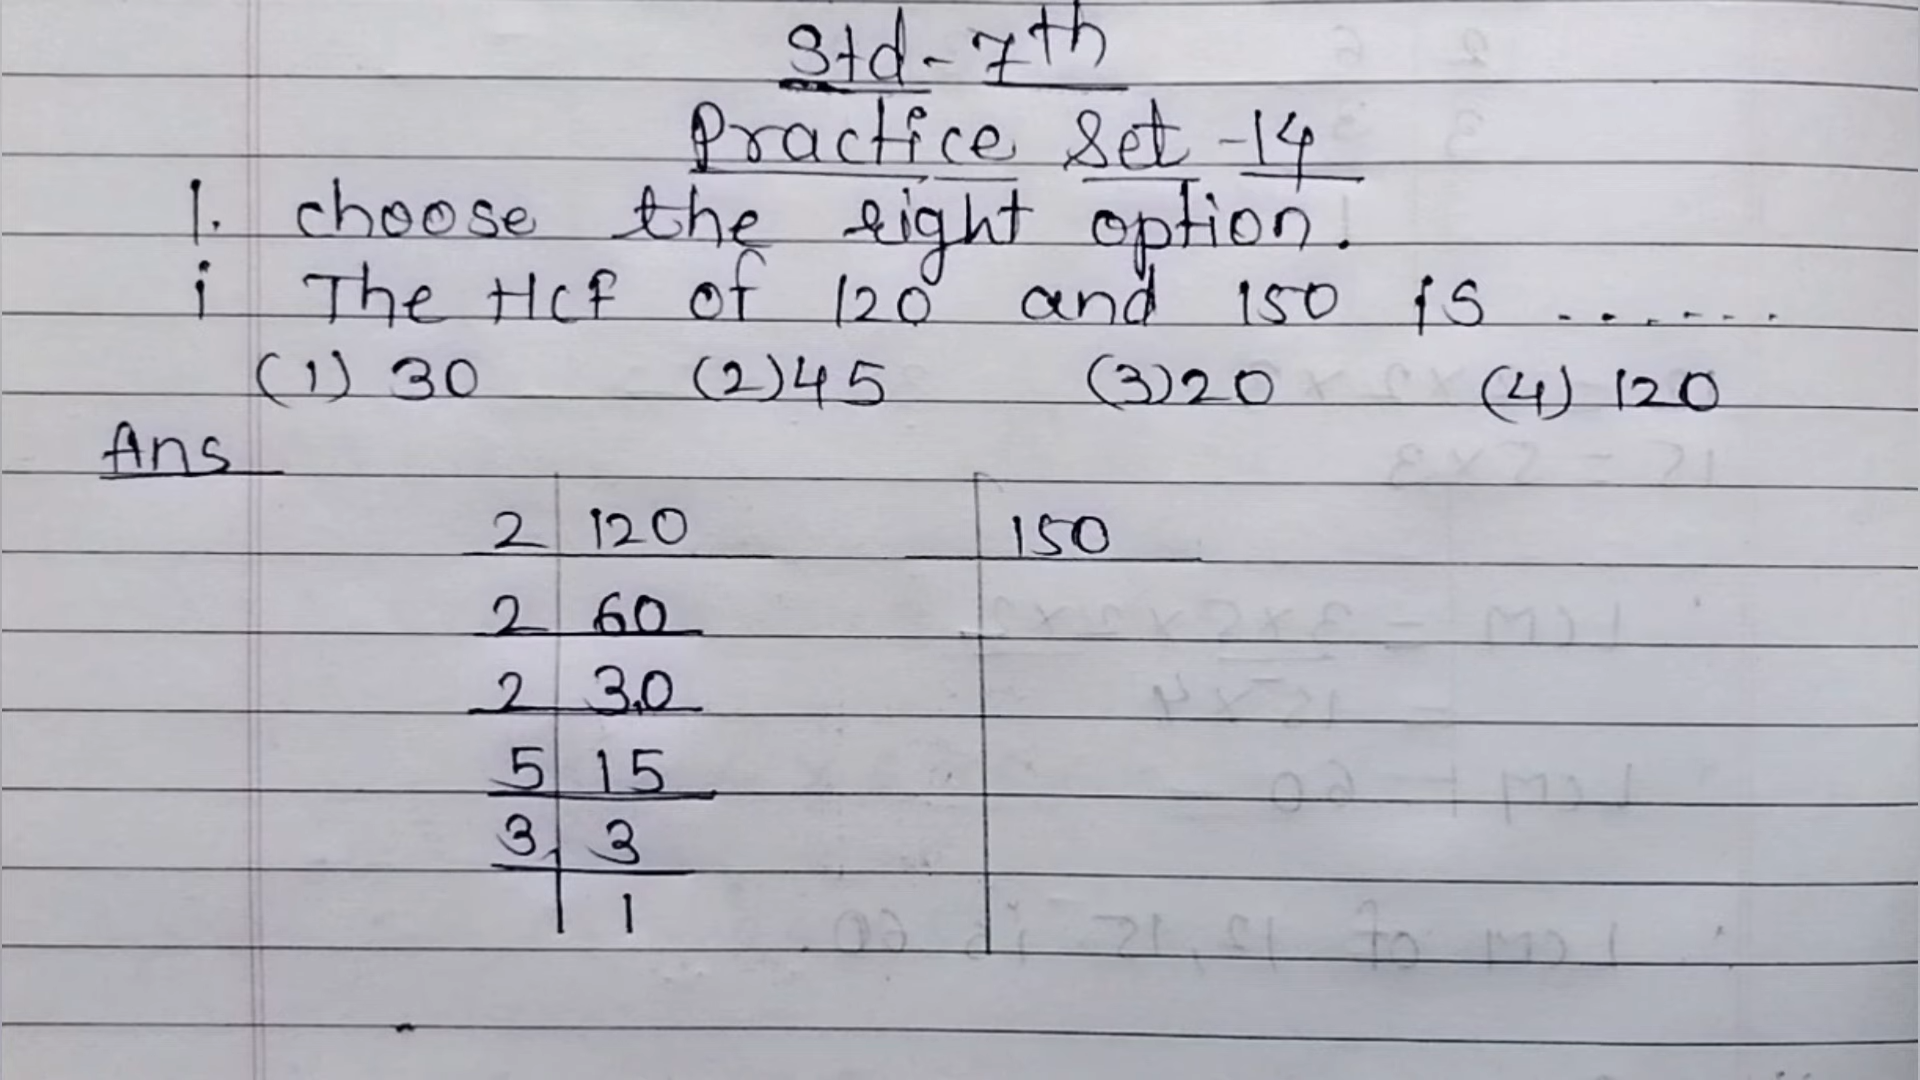 Std-7th
Practice Set-14
1. choose the right option.
i The HCF of 120 and 150 is ......
(1) 30 (2) 45 (3) 20 (4) 120
Ans
2 120 150
2 60
2 30
5 15
3 3
1